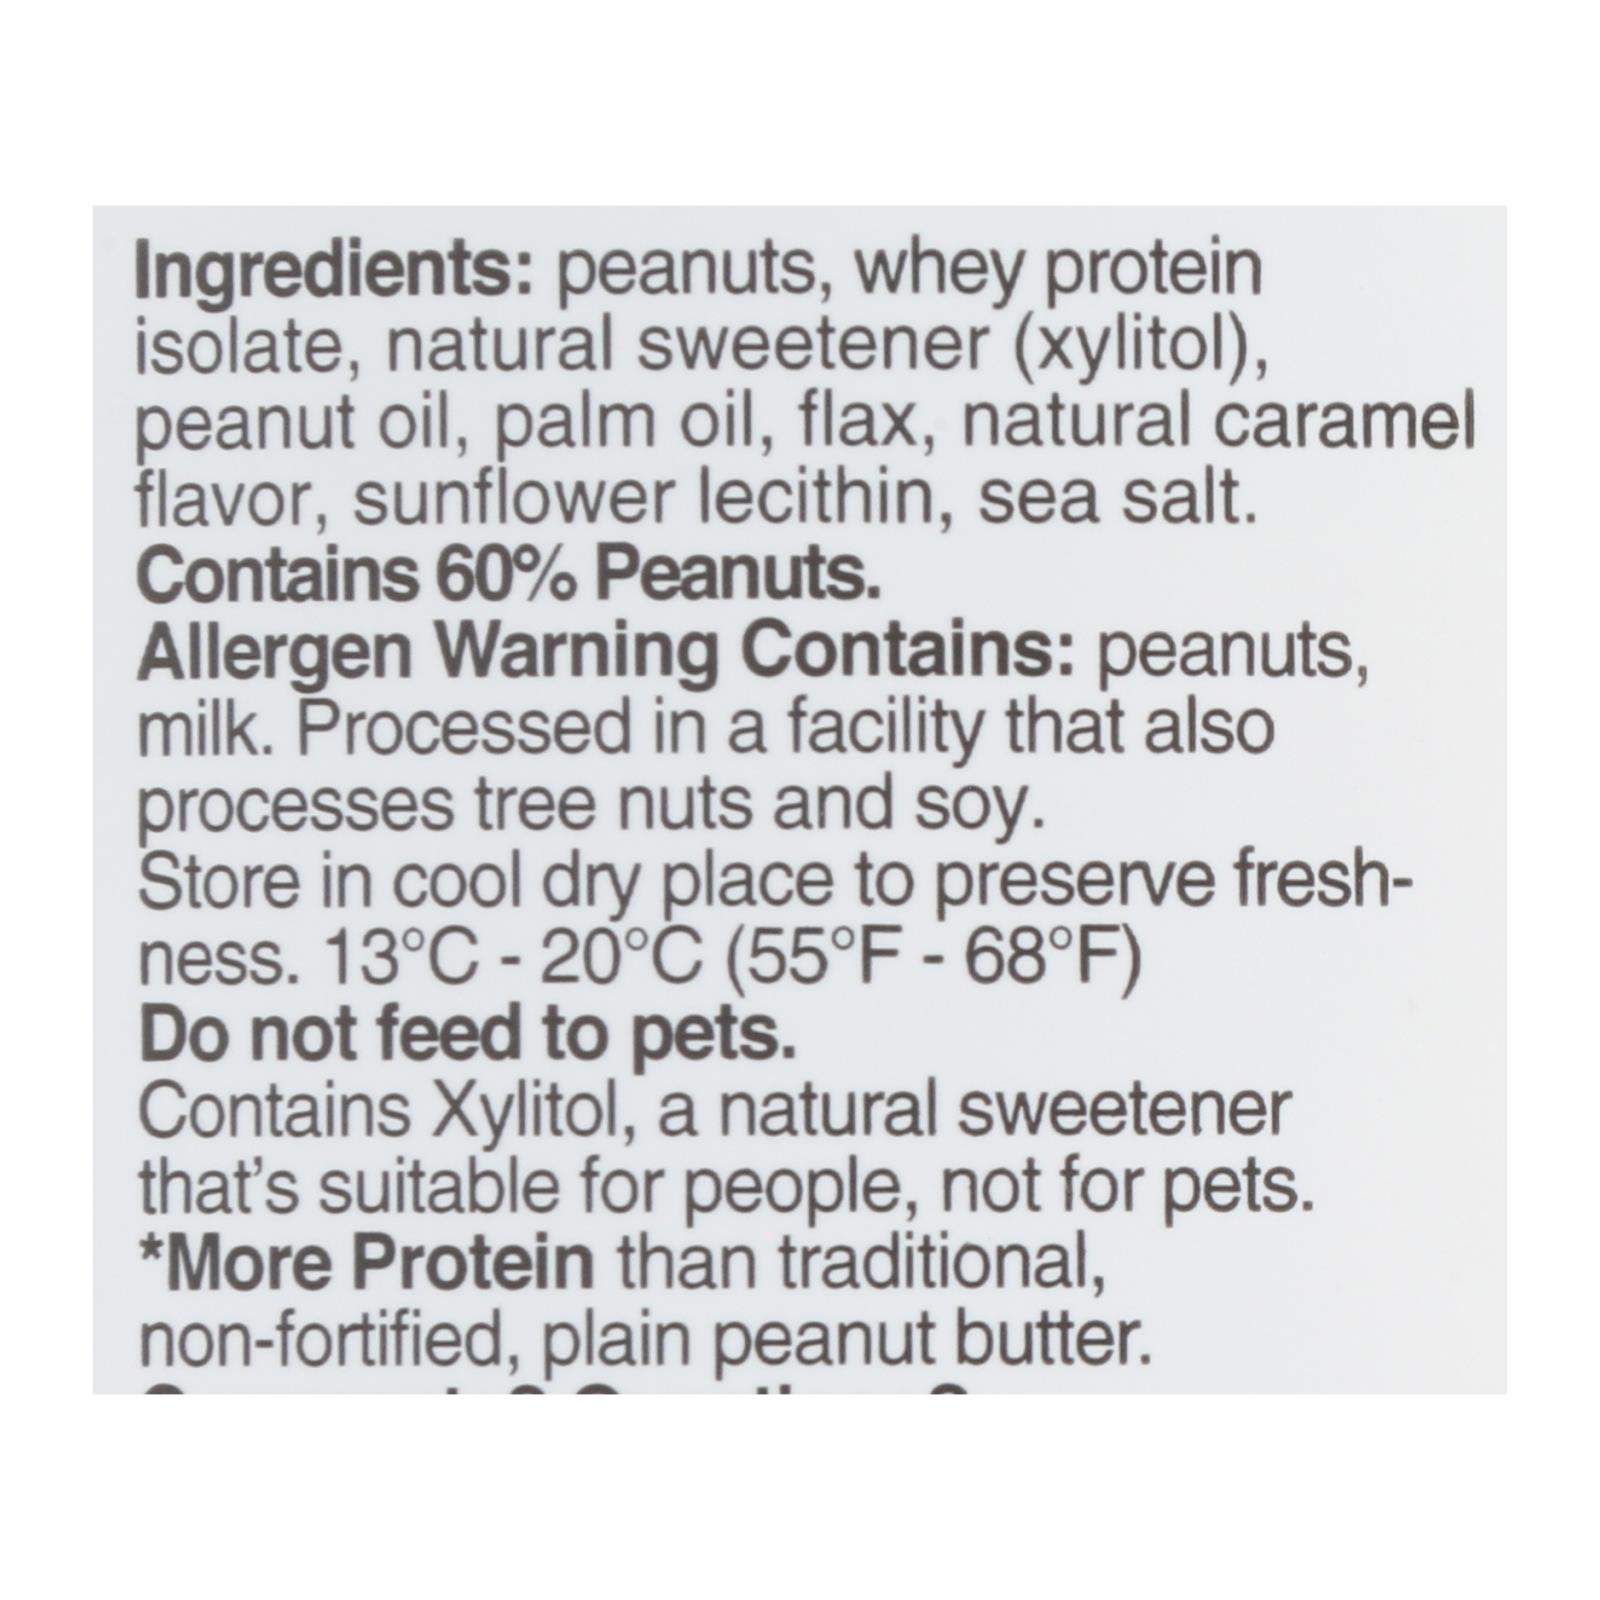 Ingredients: peanuts, whey protein
isolate, natural sweetener (xylitol),
peanut oil, palm oil, flax, natural caramel
flavor, sunflower lecithin, sea salt.
Contains 60% Peanuts.
Allergen Warning Contains: peanuts,
milk. Processed in a facility that also
processes tree nuts and soy.
Store in cool dry place to preserve fresh-
ness. 13°C - 20°C (55°F - 68°F)
Do not feed to pets.
Contains Xylitol, a natural sweetener
that's suitable for people, not for pets.
*More Protein than traditional,
non-fortified, plain peanut butter.